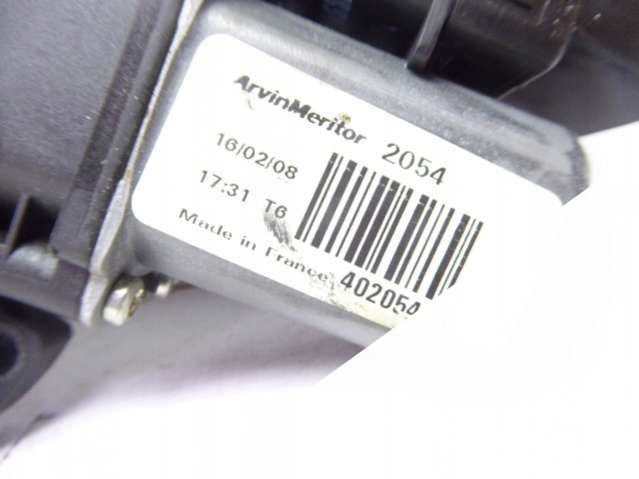 ArvinMeritor 2054
16/02/08
17:31 T6
Made in France
402054